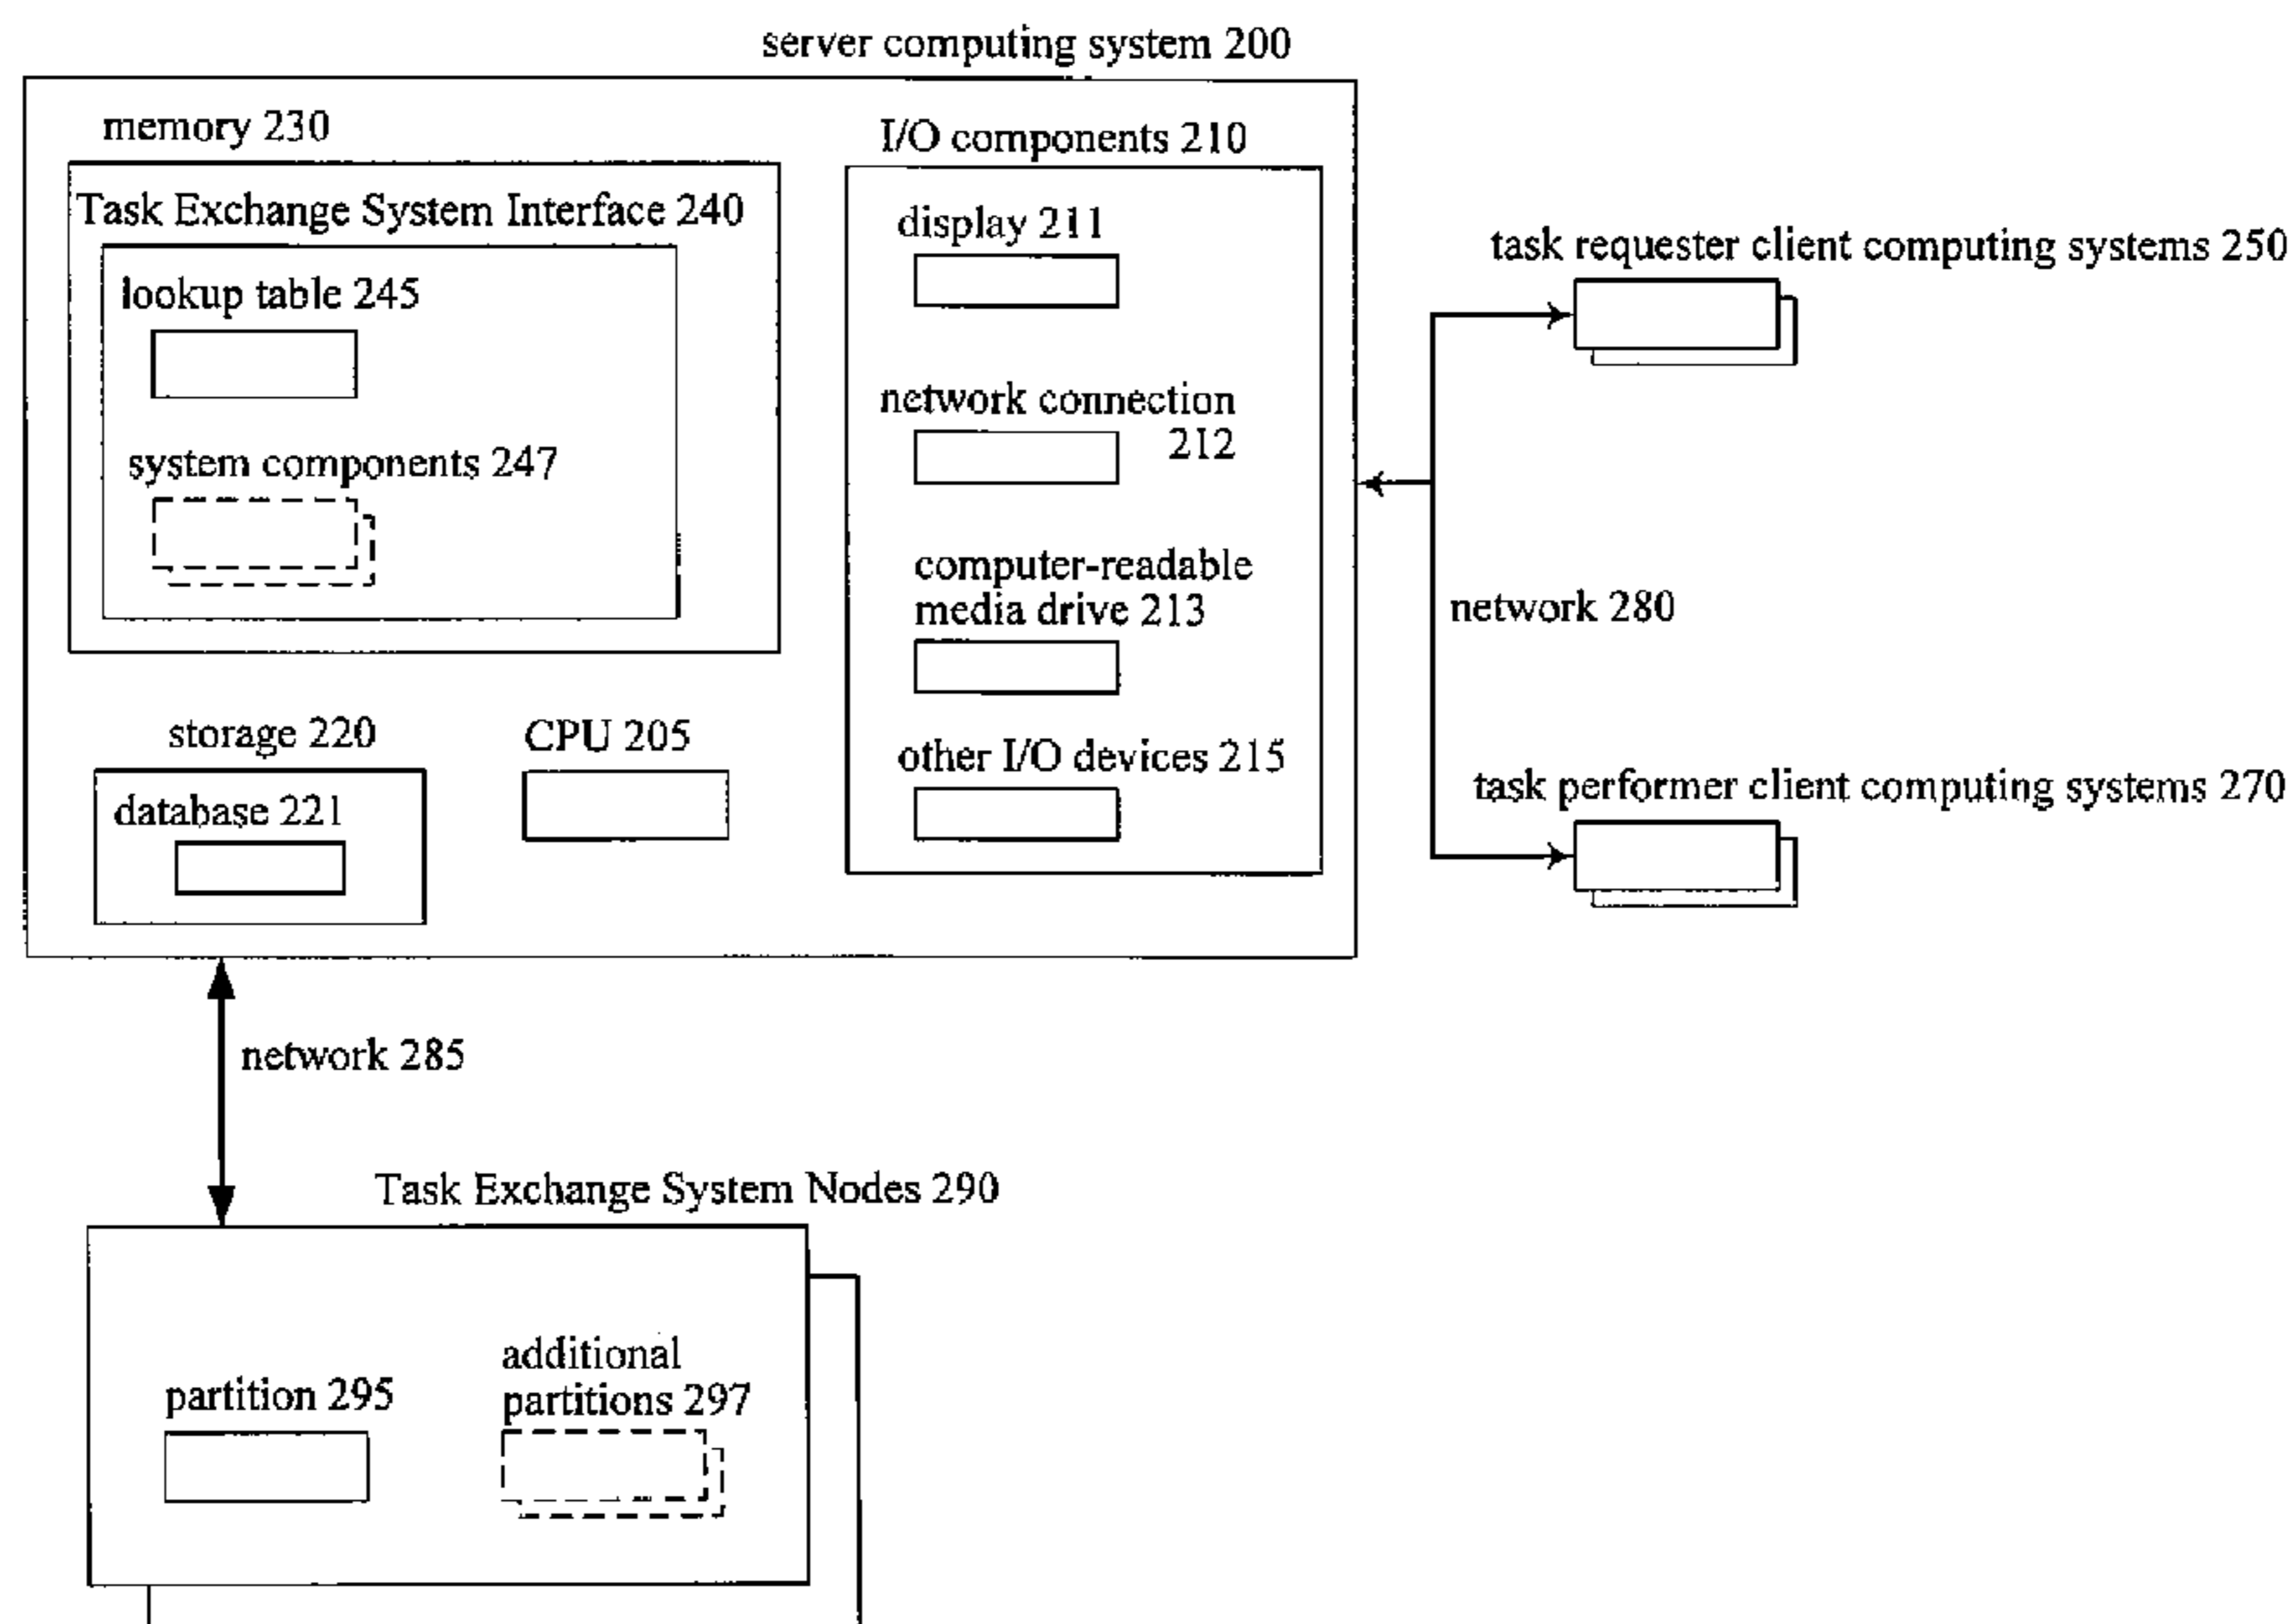 server computing system 200
memory 230
Task Exchange System Interface 240
lookup table 245
system components 247
storage 220
database 221
CPU 205
I/O components 210
display 211
network connection
212
computer-readable
media drive 213
other I/O devices 215
task requester client computing systems 250
network 280
task performer client computing systems 270
network 285
Task Exchange System Nodes 290
partition 295
additional
partitions 297